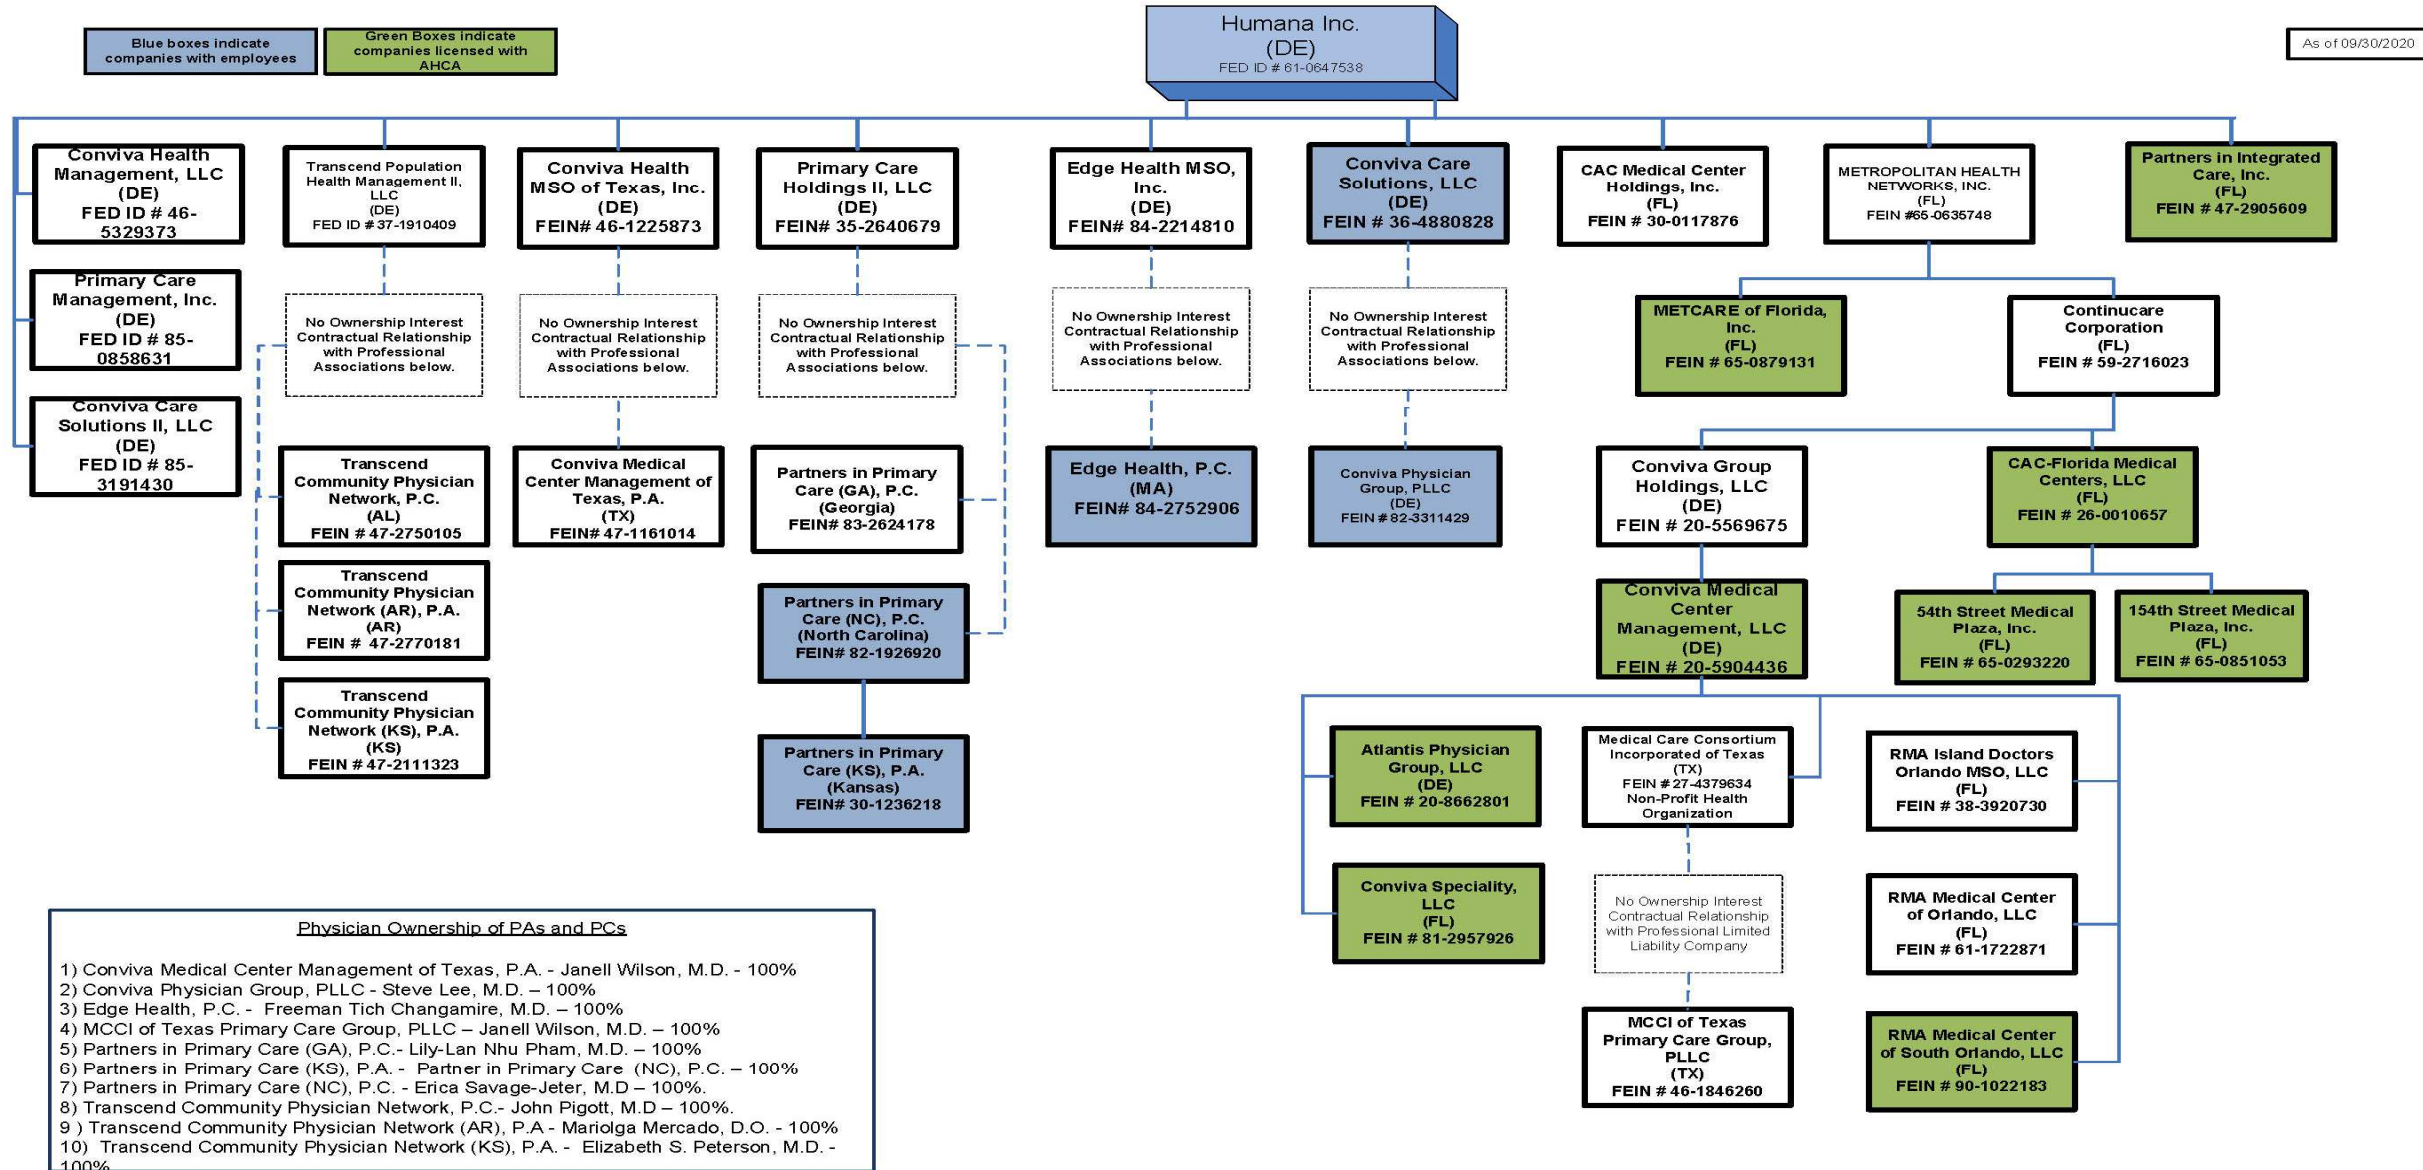 Humana Inc.
(DE)
FED ID # 61-0647538
Blue boxes indicate
companies with employees
Green Boxes indicate
companies licensed with
AHCA
As of 09/30/2020
Conviva Health
Management, LLC
(DE)
FED ID # 46-
5329373
Transcend Population
Health Management II,
LLC
(DE)
FED ID # 37-1910409
Conviva Health
MSO of Texas, Inc.
(DE)
FEIN# 46-1225873
Primary Care
Holdings II, LLC
(DE)
FEIN# 35-2640679
Edge Health MSO,
Inc.
(DE)
FEIN# 84-2214810
Conviva Care
Solutions, LLC
(DE)
FEIN # 36-4880828
CAC Medical Center
Holdings, Inc.
(FL)
FEIN # 30-0117876
METROPOLITAN HEALTH
NETWORKS, INC.
(FL)
FEIN #65-0635748
Partners in Integrated
Care, Inc.
(FL)
FEIN # 47-2905609
Primary Care
Management, Inc.
(DE)
FED ID # 85-
0858631
No Ownership Interest
Contractual Relationship
with Professional
Associations below.
No Ownership Interest
Contractual Relationship
with Professional
Associations below.
No Ownership Interest
Contractual Relationship
with Professional
Associations below.
No Ownership Interest
Contractual Relationship
with Professional
Associations below.
No Ownership Interest
Contractual Relationship
with Professional
Associations below.
METCARE of Florida,
Inc.
(FL)
FEIN # 65-0879131
Continucare
Corporation
(FL)
FEIN # 59-2716023
Conviva Care
Solutions II, LLC
(DE)
FED ID # 85-
3191430
Transcend
Community Physician
Network, P.C.
(AL)
FEIN # 47-2750105
Conviva Medical
Center Management of
Texas, P.A.
(TX)
FEIN# 47-1161014
Partners in Primary
Care (GA), P.C.
(Georgia)
FEIN# 83-2624178
Edge Health, P.C.
(MA)
FEIN# 84-2752906
Conviva Physician
Group, PLLC
(DE)
FEIN # 82-3311429
Conviva Group
Holdings, LLC
(DE)
FEIN # 20-5569675
CAC-Florida Medical
Centers, LLC
(FL)
FEIN # 26-0010657
Transcend
Community Physician
Network (AR), P.A.
(AR)
FEIN # 47-2770181
Partners in Primary
Care (NC), P.C.
(North Carolina)
FEIN# 82-1926920
Conviva Medical
Center
Management, LLC
(DE)
FEIN # 20-5904436
54th Street Medical
Plaza, Inc.
(FL)
FEIN # 65-0293220
154th Street Medical
Plaza, Inc.
(FL)
FEIN # 65-0851053
Transcend
Community Physician
Network (KS), P.A.
(KS)
FEIN # 47-2111323
Partners in Primary
Care (KS), P.A.
(Kansas)
FEIN# 30-1236218
Atlantis Physician
Group, LLC
(DE)
FEIN # 20-8662801
Medical Care Consortium
Incorporated of Texas
(TX)
FEIN # 27-4379634
Non-Profit Health
Organization
RMA Island Doctors
Orlando MSO, LLC
(FL)
FEIN # 38-3920730
Conviva Speciality,
LLC
(FL)
FEIN # 81-2957926
No Ownership Interest
Contractual Relationship
with Professional Limited
Liability Company
RMA Medical Center
of Orlando, LLC
(FL)
FEIN # 61-1722871
MCCI of Texas
Primary Care Group,
PLLC
(TX)
FEIN # 46-1846260
RMA Medical Center
of South Orlando, LLC
(FL)
FEIN # 90-1022183
Physician Ownership of PAs and PCs
1) Conviva Medical Center Management of Texas, P.A. - Janell Wilson, M.D. - 100%
2) Conviva Physician Group, PLLC - Steve Lee, M.D. – 100%
3) Edge Health, P.C. - Freeman Tich Changamire, M.D. – 100%
4) MCCI of Texas Primary Care Group, PLLC – Janell Wilson, M.D. – 100%
5) Partners in Primary Care (GA), P.C.- Lily-Lan Nhu Pham, M.D. – 100%
6) Partners in Primary Care (KS), P.A. - Partner in Primary Care (NC), P.C. – 100%
7) Partners in Primary Care (NC), P.C. - Erica Savage-Jeter, M.D – 100%.
8) Transcend Community Physician Network, P.C.- John Pigott, M.D – 100%.
9 ) Transcend Community Physician Network (AR), P.A - Mariolga Mercado, D.O. - 100%
10) Transcend Community Physician Network (KS), P.A. - Elizabeth S. Peterson, M.D. -
100%